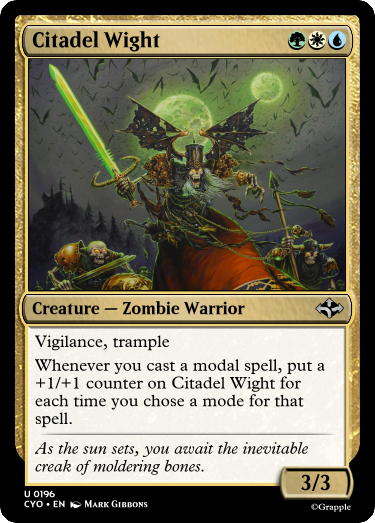 Citadel Wight
Creature — Zombie Warrior
Vigilance, trample
Whenever you cast a modal spell, put a
+1/+1 counter on Citadel Wight for
each time you chose a mode for that
spell.
As the sun sets, you await the inevitable
creak of moldering bones.
3/3
U 0196
CYO • EN MARK GIBBONS
©Grapple